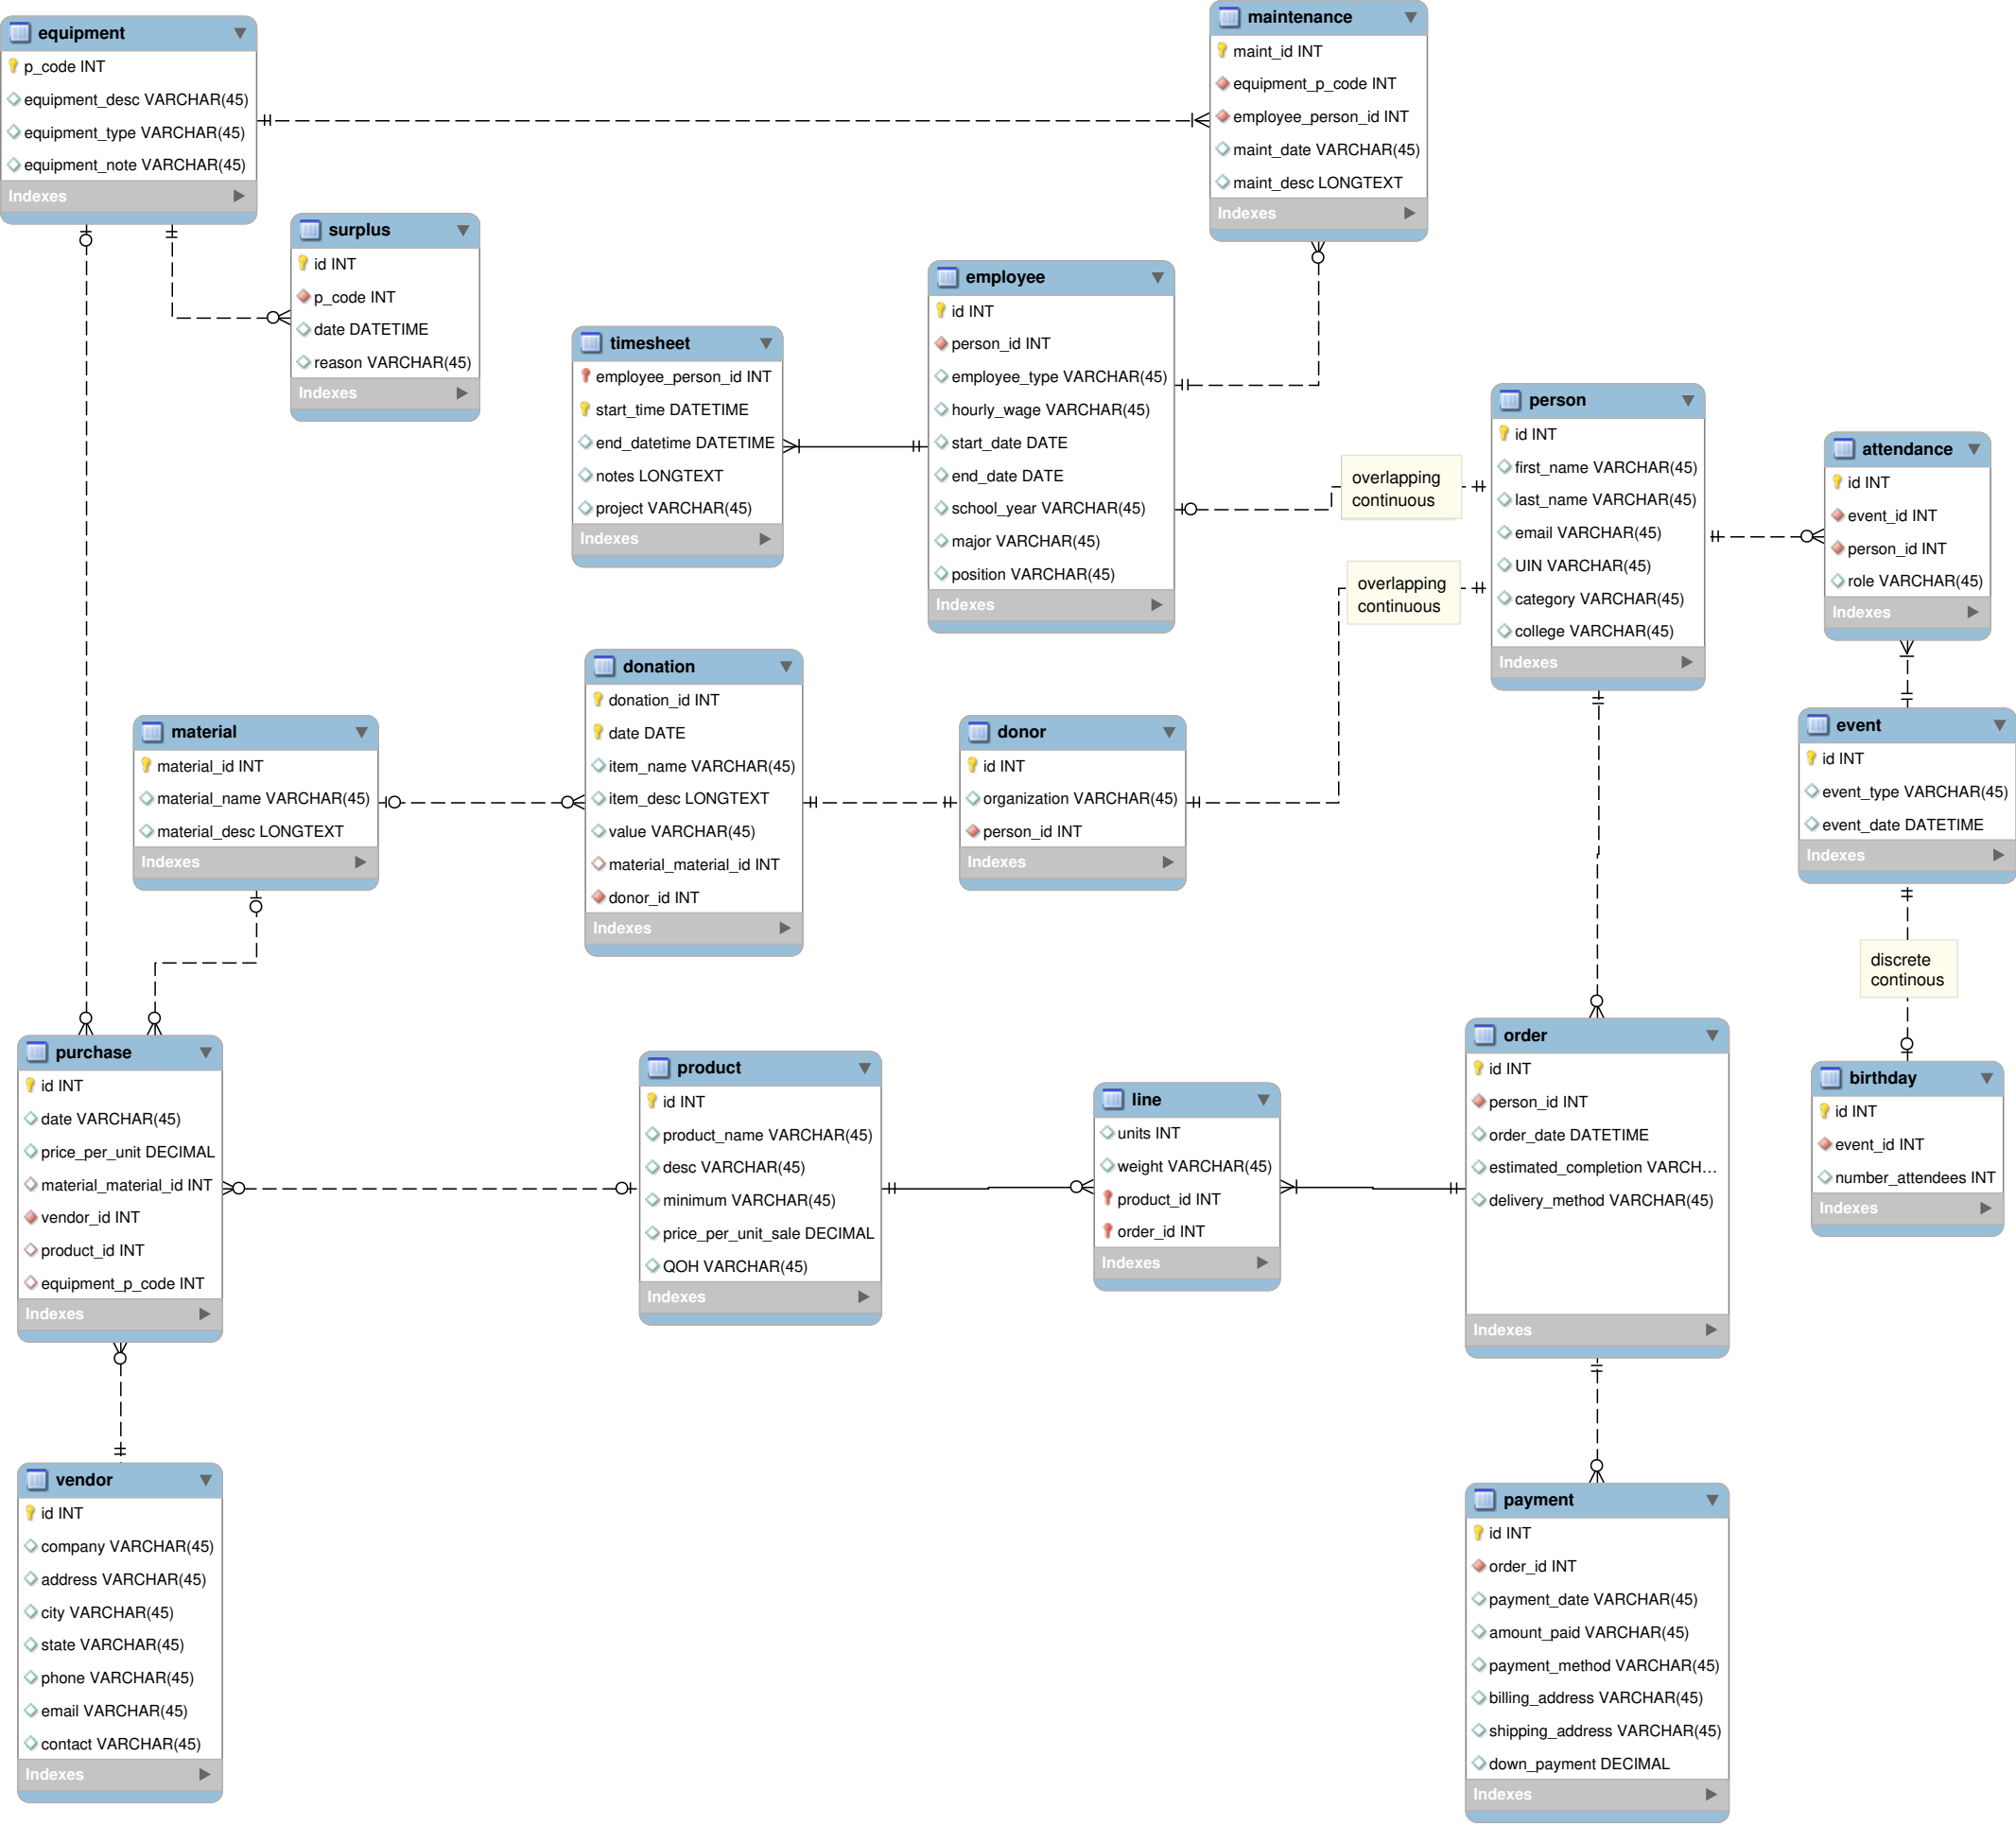 equipment
p_code INT
equipment_desc VARCHAR(45)
equipment_type VARCHAR(45)
equipment_note VARCHAR(45)
Indexes
maintenance
maint_id INT
equipment_p_code INT
employee_person_id INT
maint_date VARCHAR(45)
maint_desc LONGTEXT
Indexes
surplus
id INT
p_code INT
date DATETIME
reason VARCHAR(45)
Indexes
timesheet
employee_person_id INT
start_time DATETIME
end_datetime DATETIME
notes LONGTEXT
project VARCHAR(45)
Indexes
employee
id INT
person_id INT
employee_type VARCHAR(45)
hourly_wage VARCHAR(45)
start_date DATE
end_date DATE
school_year VARCHAR(45)
major VARCHAR(45)
position VARCHAR(45)
Indexes
overlapping
continuous
overlapping
continuous
person
id INT
first_name VARCHAR(45)
last_name VARCHAR(45)
email VARCHAR(45)
UIN VARCHAR(45)
category VARCHAR(45)
college VARCHAR(45)
Indexes
attendance
id INT
event_id INT
person_id INT
role VARCHAR(45)
Indexes
material
material_id INT
material_name VARCHAR(45)
material_desc LONGTEXT
Indexes
donation
donation_id INT
date DATE
item_name VARCHAR(45)
item_desc LONGTEXT
value VARCHAR(45)
material_material_id INT
donor_id INT
Indexes
donor
id INT
organization VARCHAR(45)
person_id INT
Indexes
event
id INT
event_type VARCHAR(45)
event_date DATETIME
Indexes
discrete
continous
purchase
id INT
date VARCHAR(45)
price_per_unit DECIMAL
material_material_id INT
vendor_id INT
product_id INT
equipment_p_code INT
Indexes
product
id INT
product_name VARCHAR(45)
desc VARCHAR(45)
minimum VARCHAR(45)
price_per_unit_sale DECIMAL
QOH VARCHAR(45)
Indexes
line
units INT
weight VARCHAR(45)
product_id INT
order_id INT
Indexes
order
id INT
person_id INT
order_date DATETIME
estimated_completion VARCH…
delivery_method VARCHAR(45)
Indexes
birthday
id INT
event_id INT
number_attendees INT
Indexes
vendor
id INT
company VARCHAR(45)
address VARCHAR(45)
city VARCHAR(45)
state VARCHAR(45)
phone VARCHAR(45)
email VARCHAR(45)
contact VARCHAR(45)
Indexes
payment
id INT
order_id INT
payment_date VARCHAR(45)
amount_paid VARCHAR(45)
payment_method VARCHAR(45)
billing_address VARCHAR(45)
shipping_address VARCHAR(45)
down_payment DECIMAL
Indexes